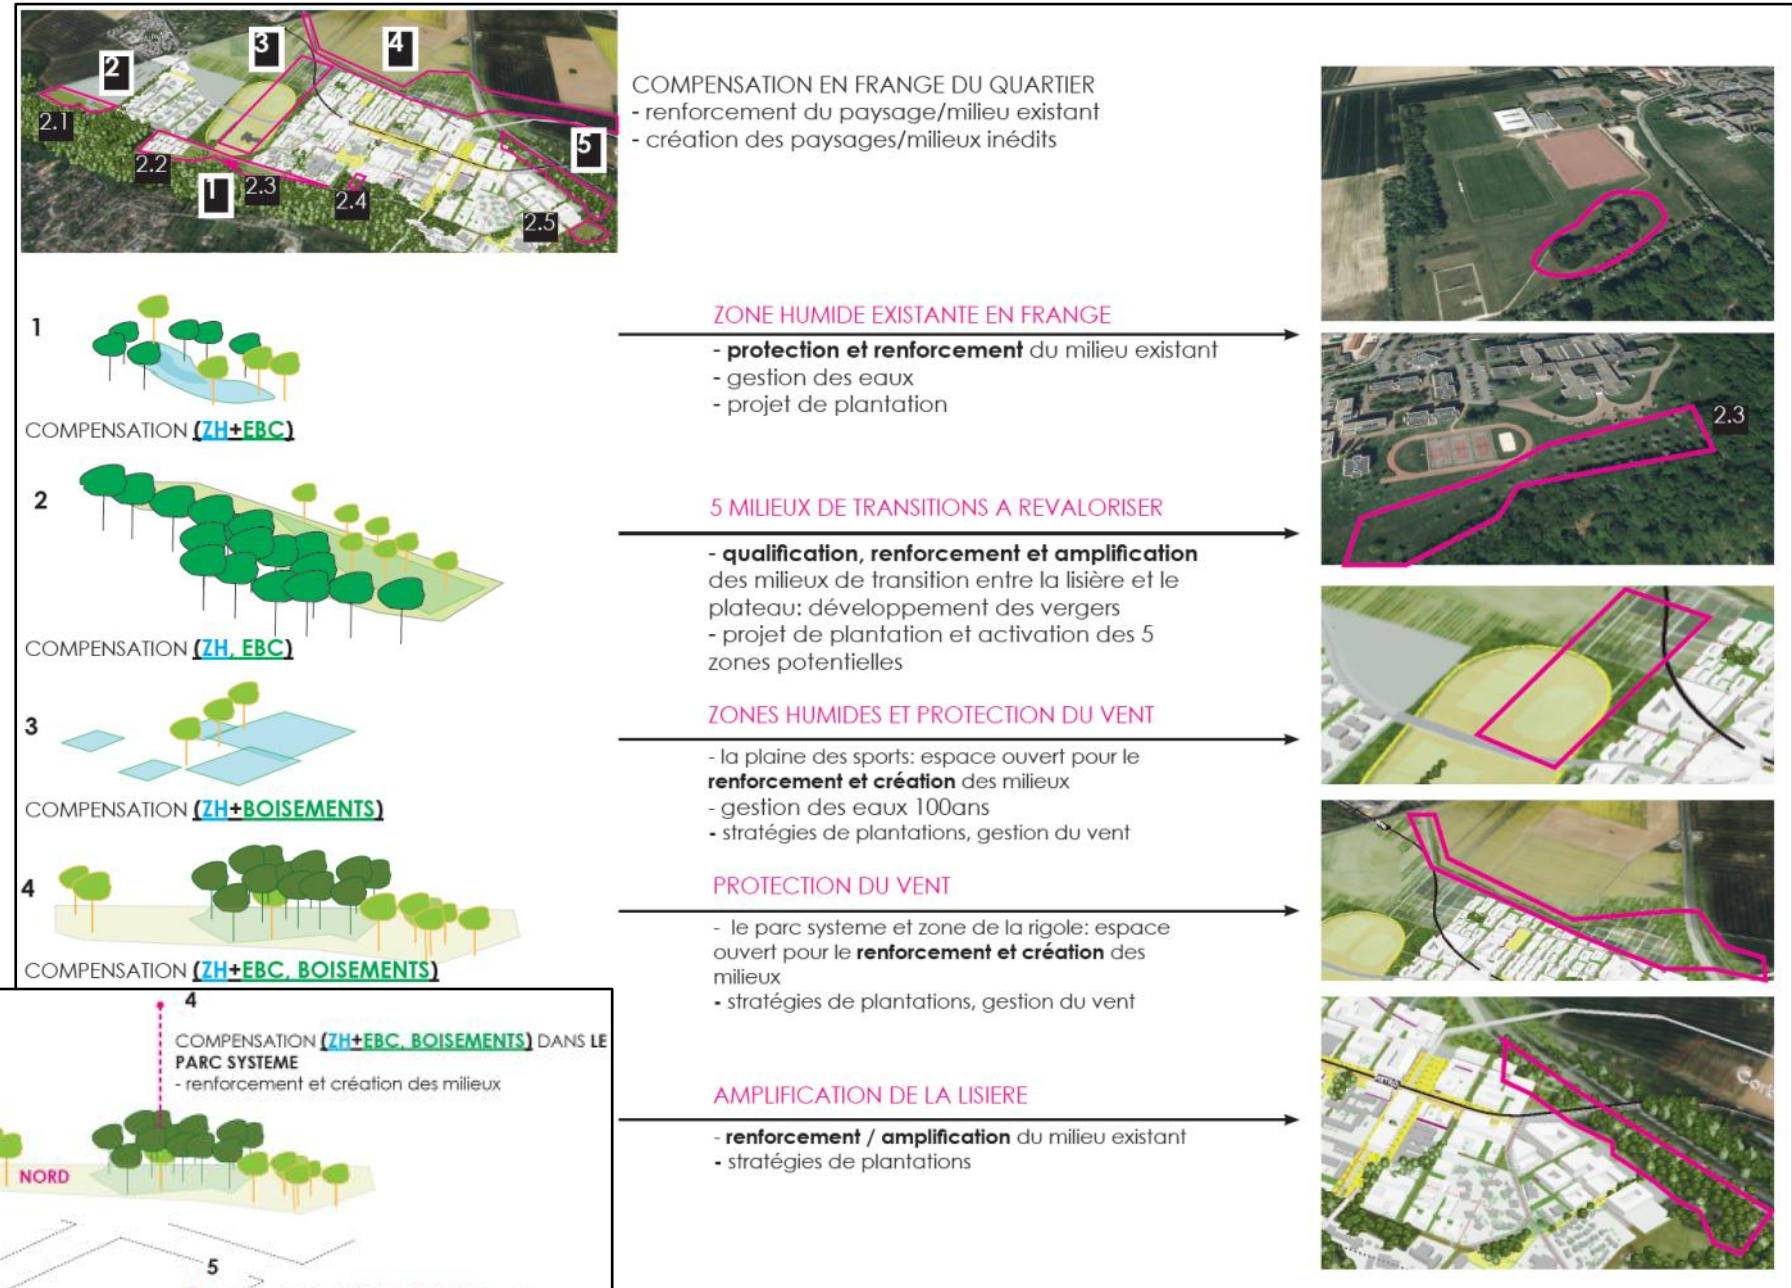 2
3
4
2.1
5
2.2
1
2.3
2.4
2.5
COMPENSATION EN FRANGE DU QUARTIER
- renforcement du paysage/milieu existant
- création des paysages/milieux inédits
1
COMPENSATION (ZH+EBC)
ZONE HUMIDE EXISTANTE EN FRANGE
- protection et renforcement du milieu existant
- gestion des eaux
- projet de plantation
2.3
2
COMPENSATION (ZH, EBC)
5 MILIEUX DE TRANSITIONS A REVALORISER
- qualification, renforcement et amplification
des milieux de transition entre la lisière et le
plateau: développement des vergers
- projet de plantation et activation des 5
zones potentielles
3
COMPENSATION (ZH+BOISEMENTS)
ZONES HUMIDES ET PROTECTION DU VENT
- la plaine des sports: espace ouvert pour le
renforcement et création des milieux
- gestion des eaux 100ans
- stratégies de plantations, gestion du vent
4
COMPENSATION (ZH+EBC, BOISEMENTS)
PROTECTION DU VENT
- le parc systeme et zone de la rigole: espace
ouvert pour le renforcement et création des
milieux
- stratégies de plantations, gestion du vent
4
COMPENSATION (ZH+EBC, BOISEMENTS) DANS LE
PARC SYSTEME
- renforcement et création des milieux
NORD
5
AMPLIFICATION DE LA LISIERE
- renforcement / amplification du milieu existant
- stratégies de plantations
METRO